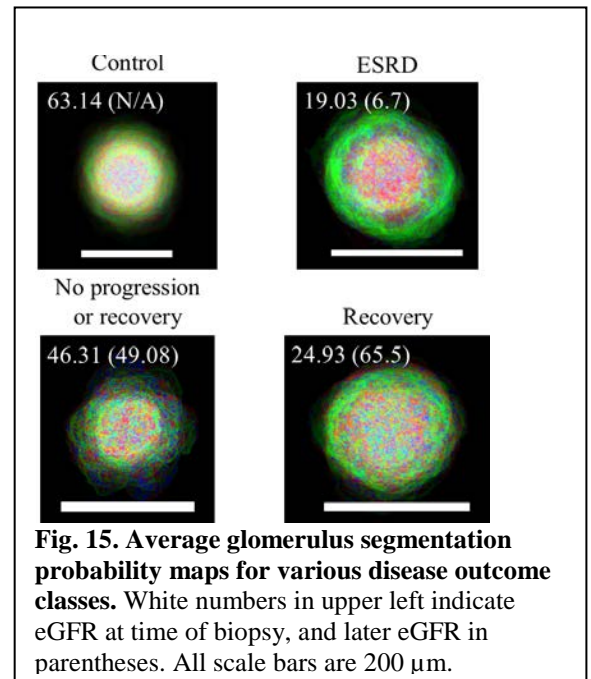 Control
ESRD
63.14 (N/A)
19.03 (6.7)
No progression
or recovery
Recovery
46.31 (49.08)
24.93 (65.5)
Fig. 15. Average glomerulus segmentation
probability maps for various disease outcome
classes. White numbers in upper left indicate
eGFR at time of biopsy, and later eGFR in
parentheses. All scale bars are 200 µm.